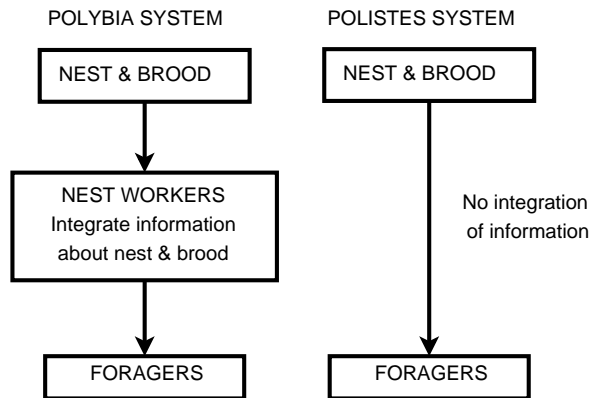 POLYBIA SYSTEM
NEST & BROOD
NEST WORKERS
Integrate information
about nest & brood
FORAGERS
POLISTES SYSTEM
NEST & BROOD
No integration
of information
FORAGERS